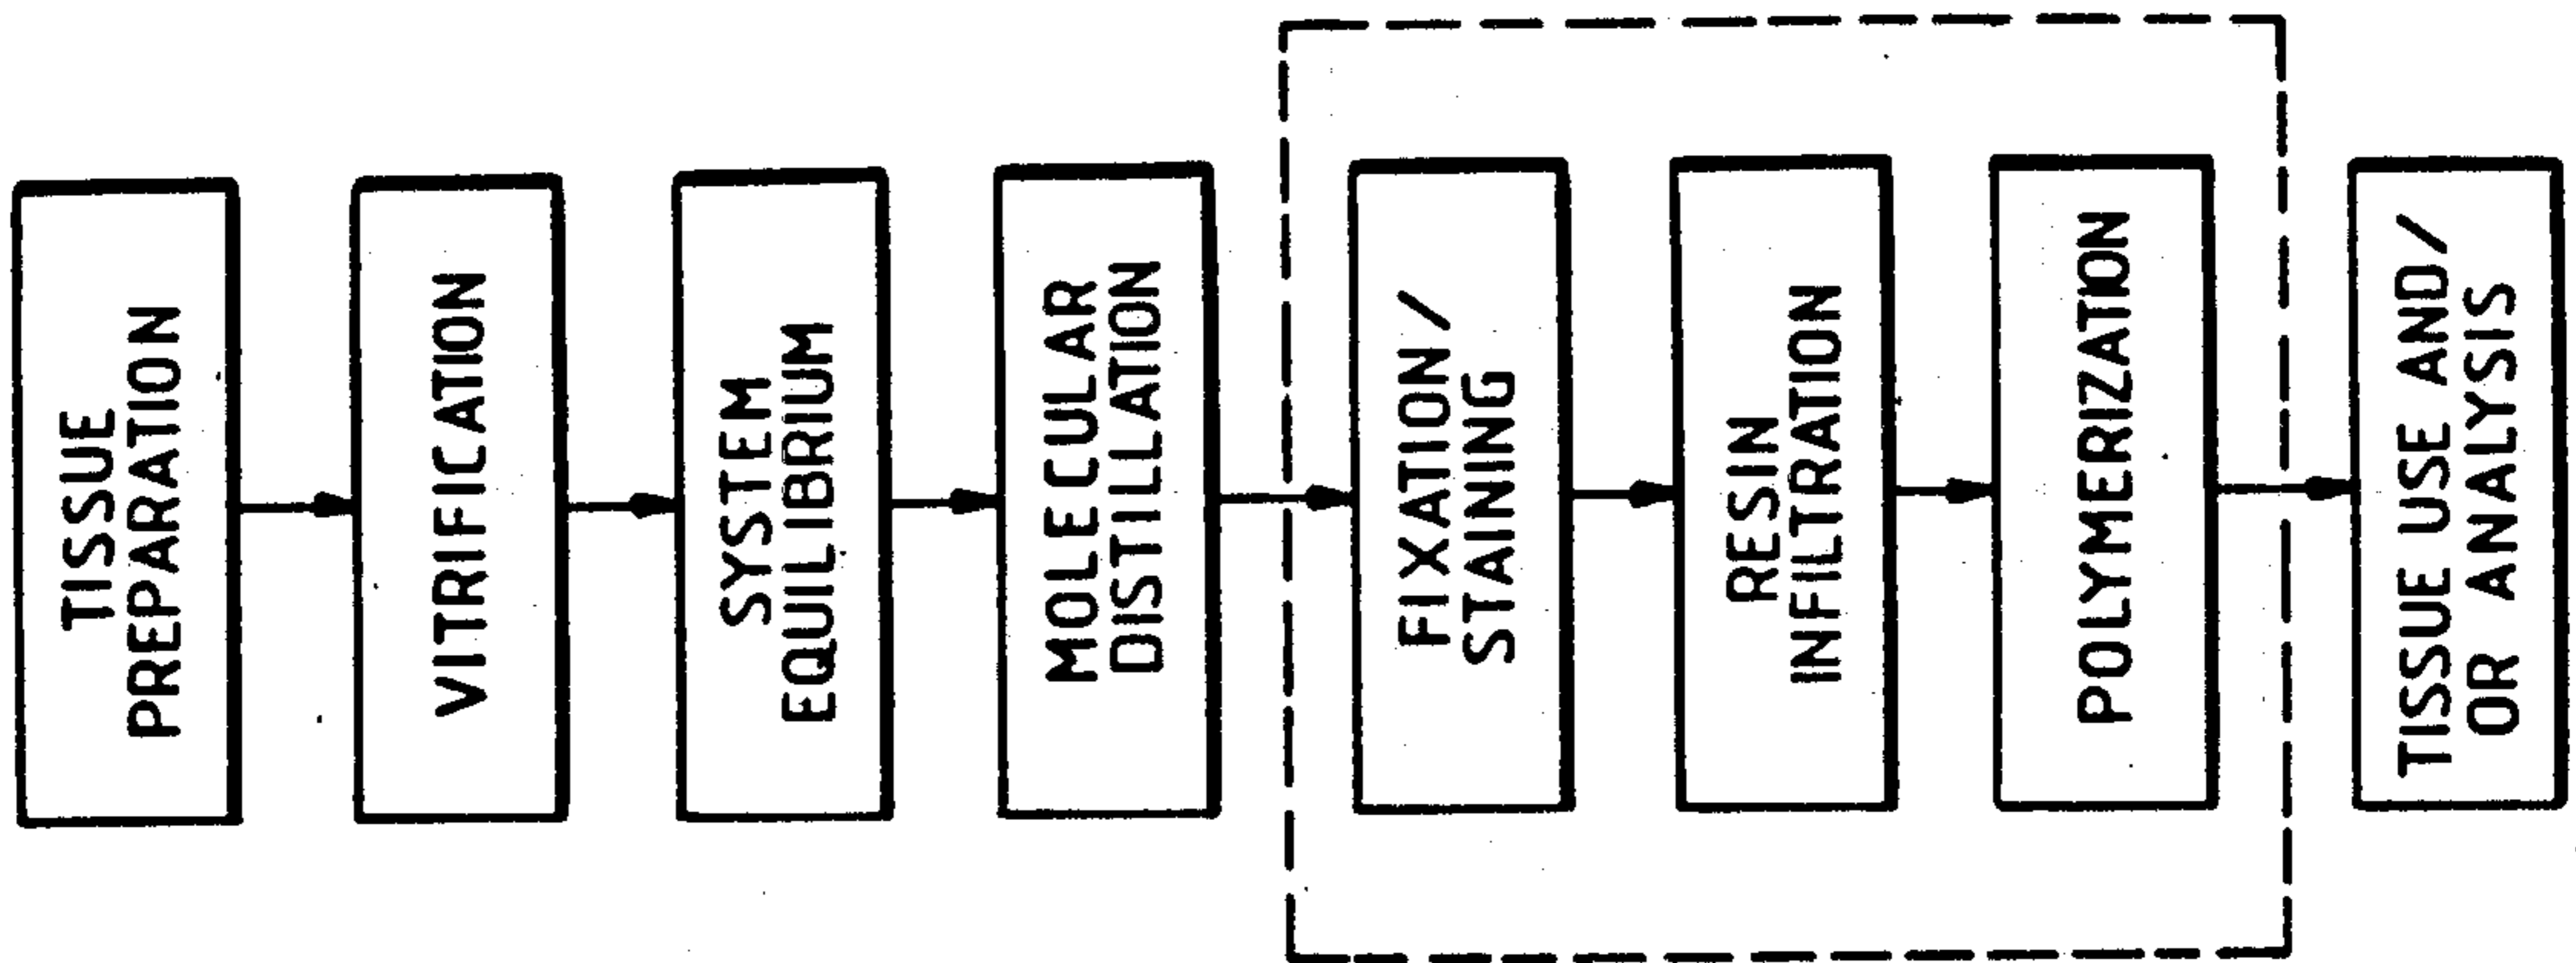 TISSUE
PREPARATION
VITRIFICATION
SYSTEM
EQUILIBRIUM
MOLECULAR
DISTILLATION
FIXATION/
STAINING
RESIN
INFILTRATION
POLYMERIZATION
TISSUE USE AND/
OR ANALYSIS